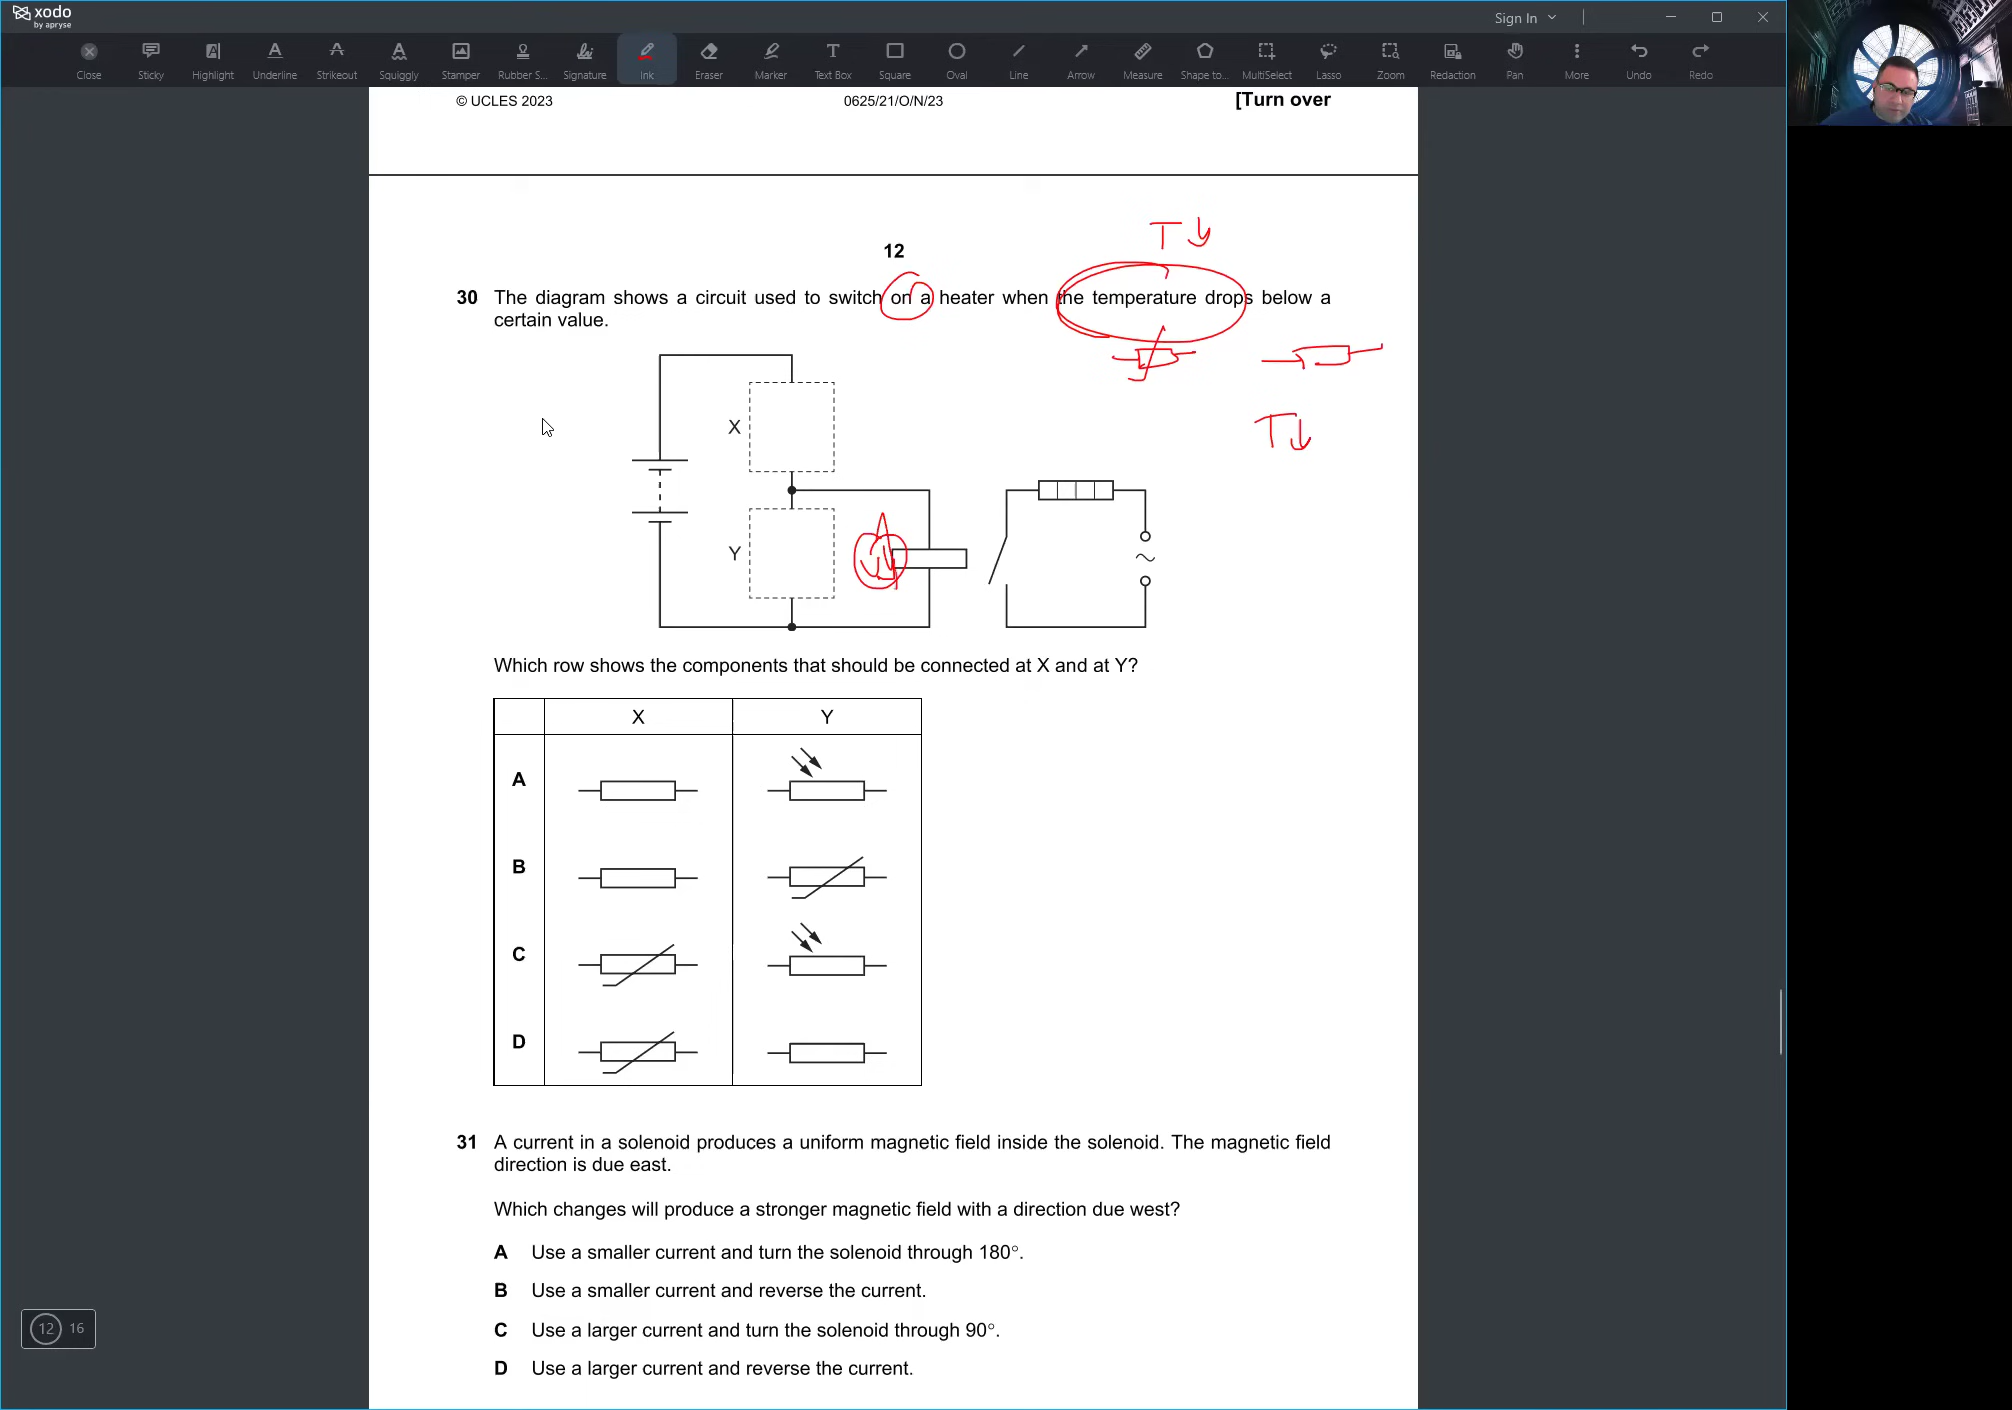 xodo
by apryse
Sign In
Close
Sticky
Highlight
Underline
Strikeout
Squiggly
Stamper
Rubber S...
Signature
Ink
Eraser
Marker
Text Box
Square
Oval
Line
Arrow
Measure
Shape to...
MultiSelect
Lasso
Zoom
Redaction
Pan
More
Undo
Redo
© UCLES 2023
0625/21/O/N/23
[Turn over
T↓
12
30 The diagram shows a circuit used to switch on a heater when the temperature drops below a
certain value.
X
T↓
Y
Which row shows the components that should be connected at X and at Y?
X Y
A
B
C
D
31 A current in a solenoid produces a uniform magnetic field inside the solenoid. The magnetic field
direction is due east.
Which changes will produce a stronger magnetic field with a direction due west?
A Use a smaller current and turn the solenoid through 180°.
B Use a smaller current and reverse the current.
C Use a larger current and turn the solenoid through 90°.
D Use a larger current and reverse the current.
12 16